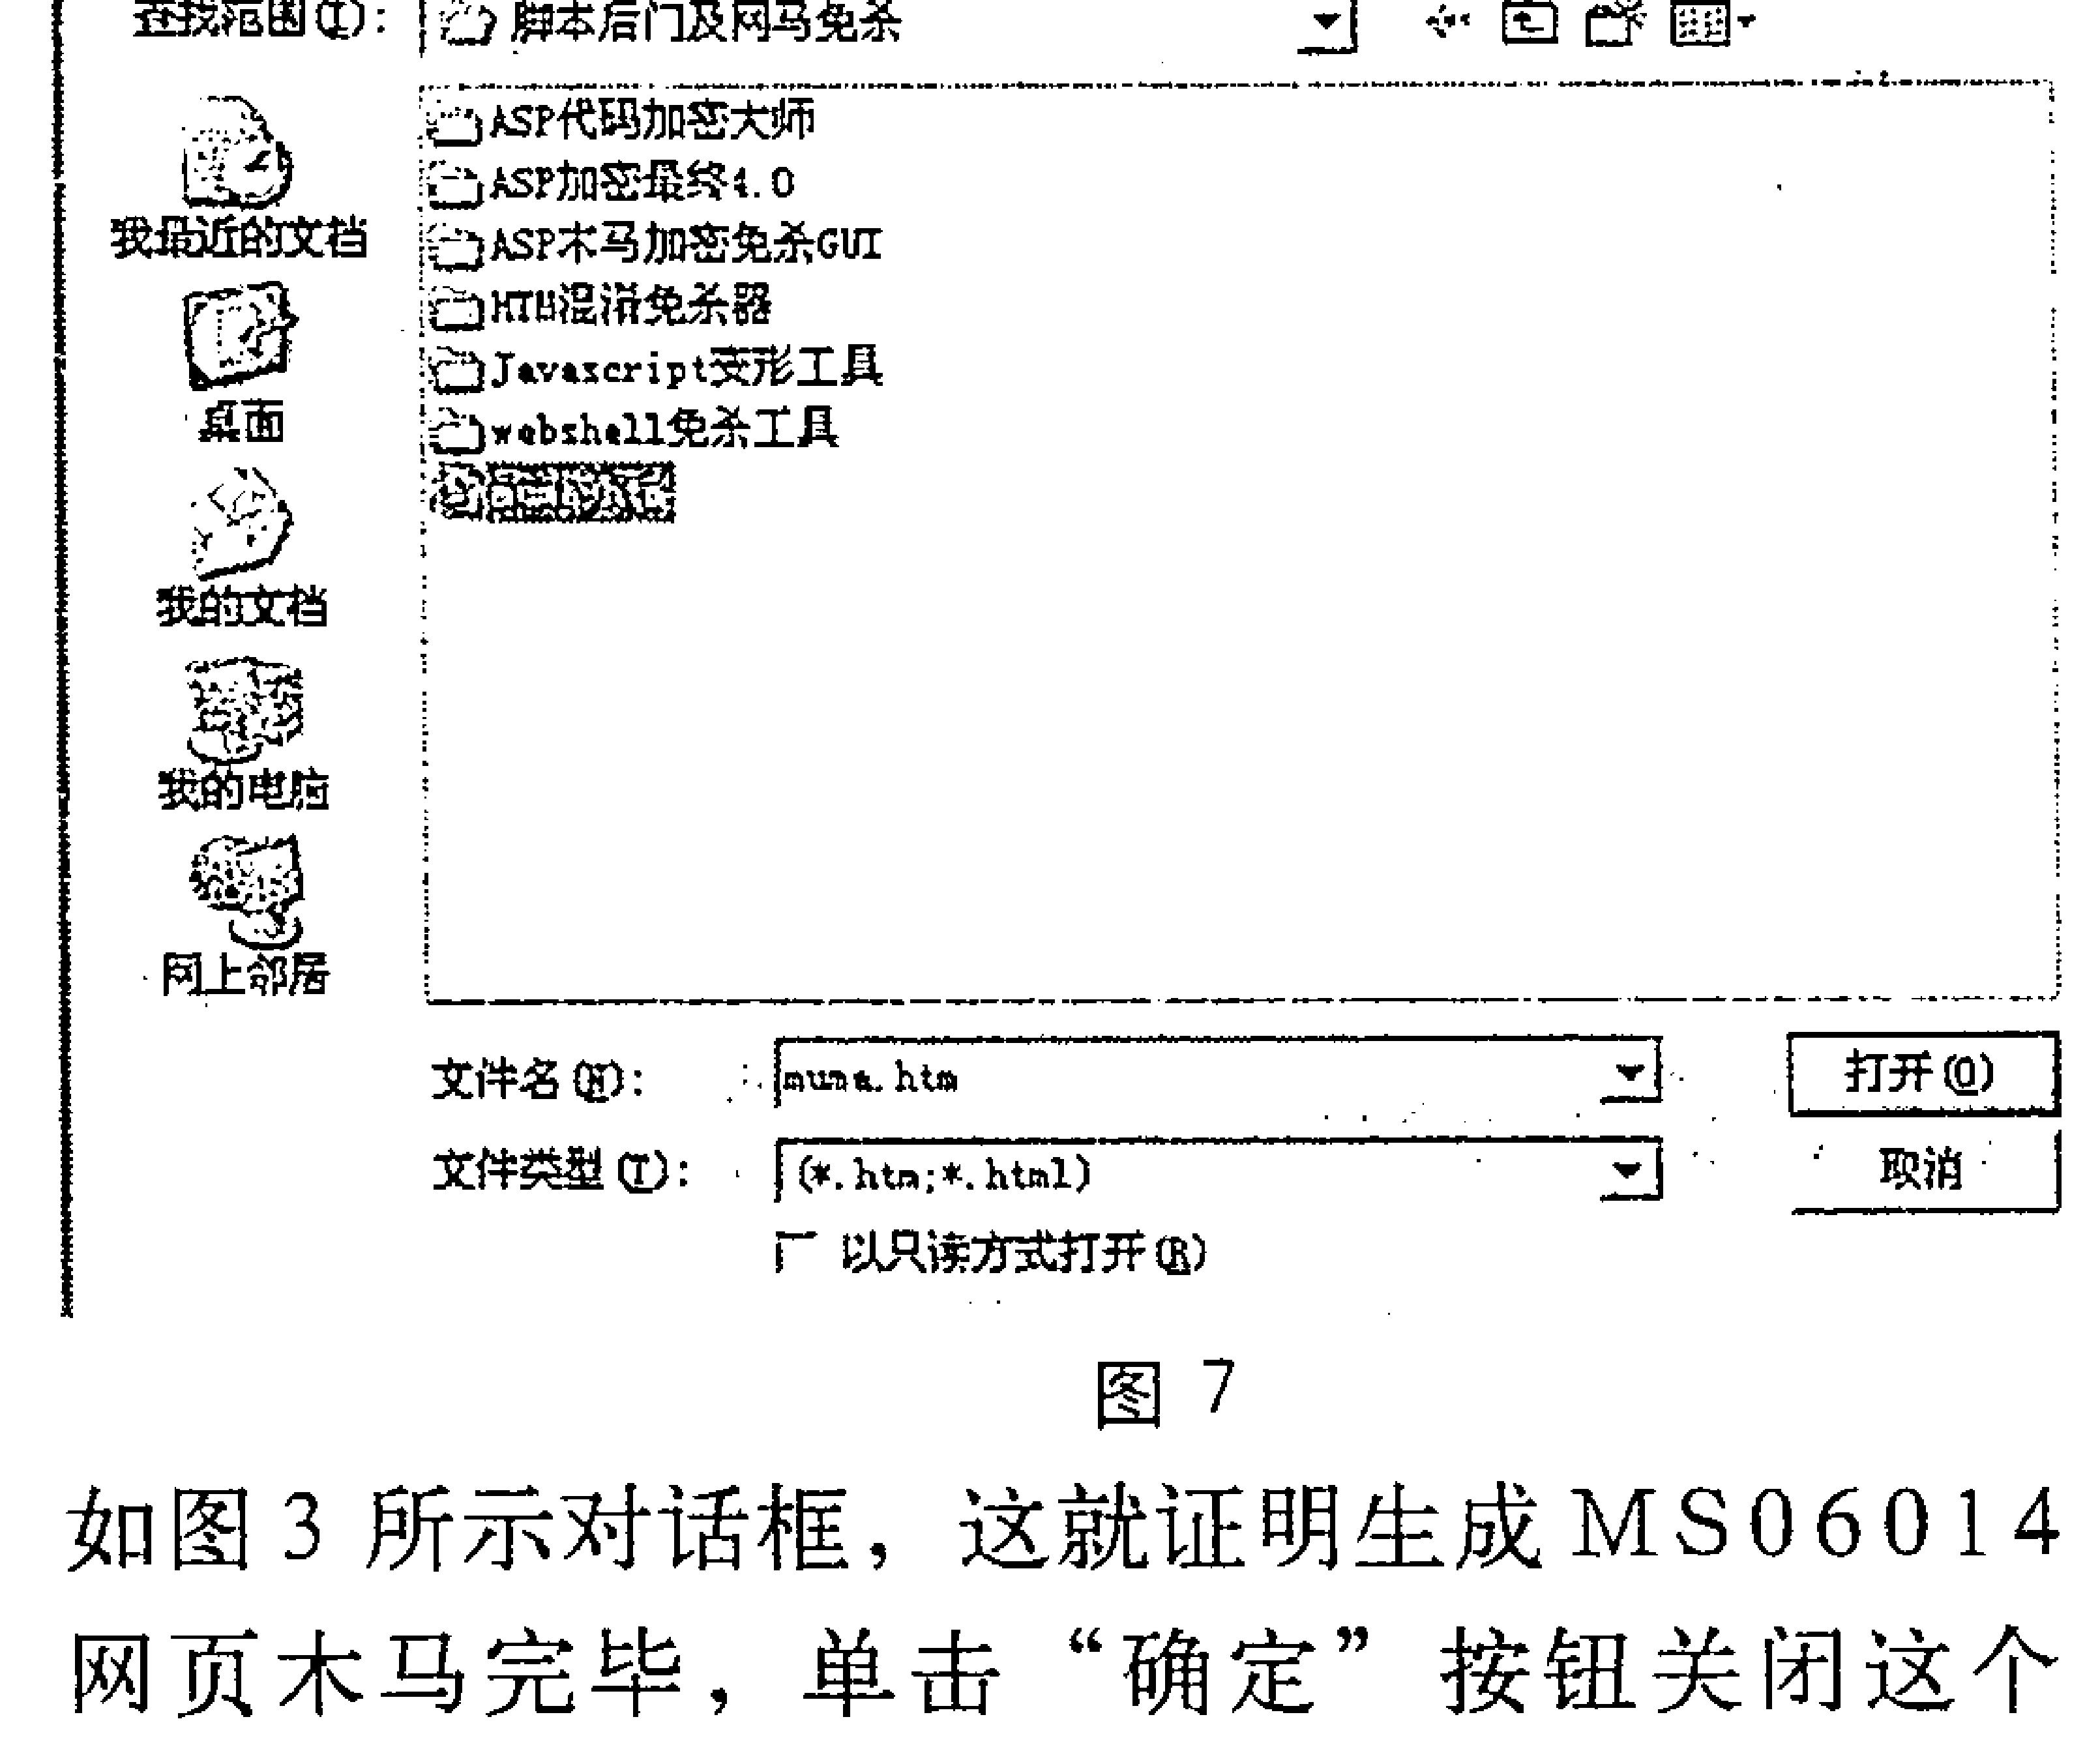 查找范围(I):
脚本后门及网马免杀
ASP代码加密大师
ASP加密最终4.0
ASP木马加密免杀GUI
HTM混淆免杀器
Javascript变形工具
webshell免杀工具
我最近的文档
桌面
我的文档
我的电脑
网上邻居
文件名(N):
muma.htm
打开(O)
文件类型(T):
(*.htm;*.html)
取消
以只读方式打开(R)
图 7
如图 3 所示对话框，这就证明生成 MS06014
网页木马完毕，单击“确定”按钮关闭这个